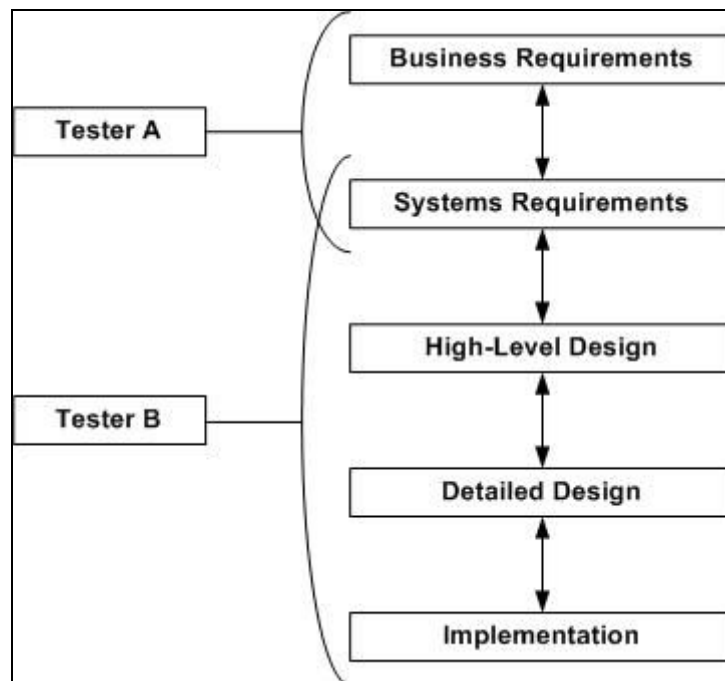 Business Requirements
Tester A
Systems Requirements
High-Level Design
Tester B
Detailed Design
Implementation